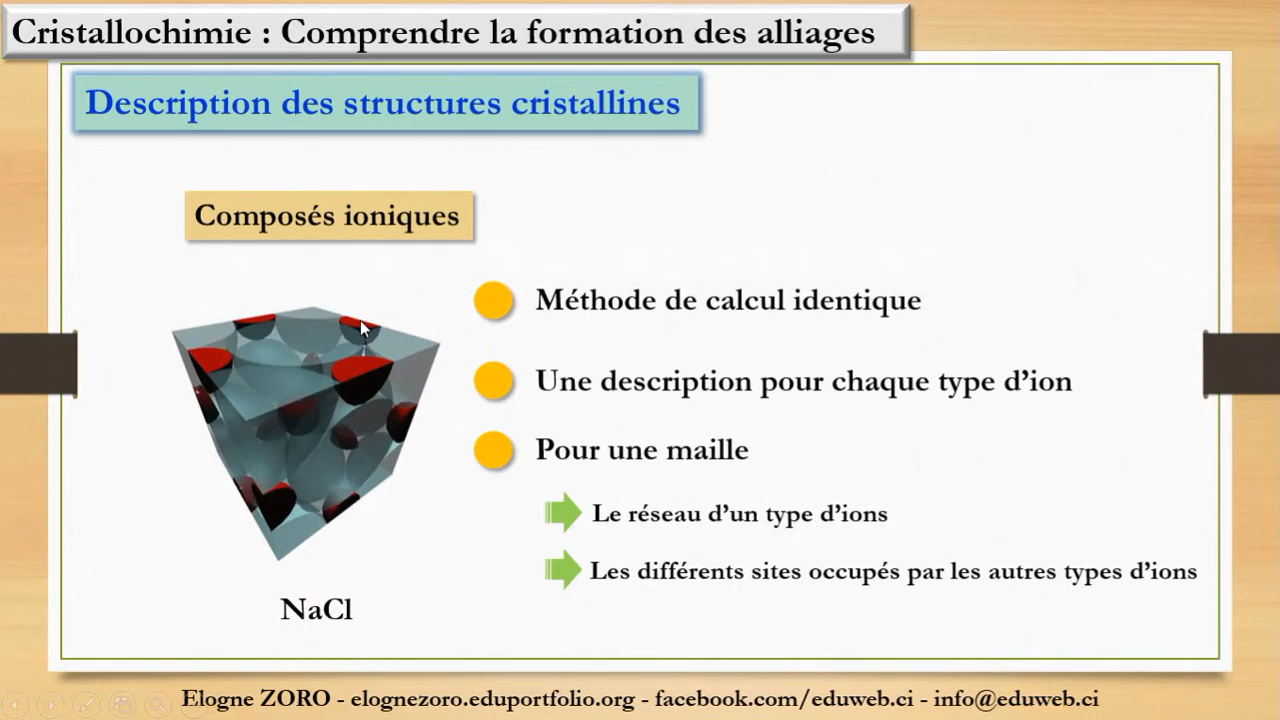 Cristallochimie : Comprendre la formation des alliages
Description des structures cristallines
Composés ioniques
Méthode de calcul identique
Une description pour chaque type d’ion
Pour une maille
Le réseau d’un type d’ions
Les différents sites occupés par les autres types d’ions
NaCl
Elogne ZORO - elognezoro.eduportfolio.org - facebook.com/eduweb.ci - info@eduweb.ci